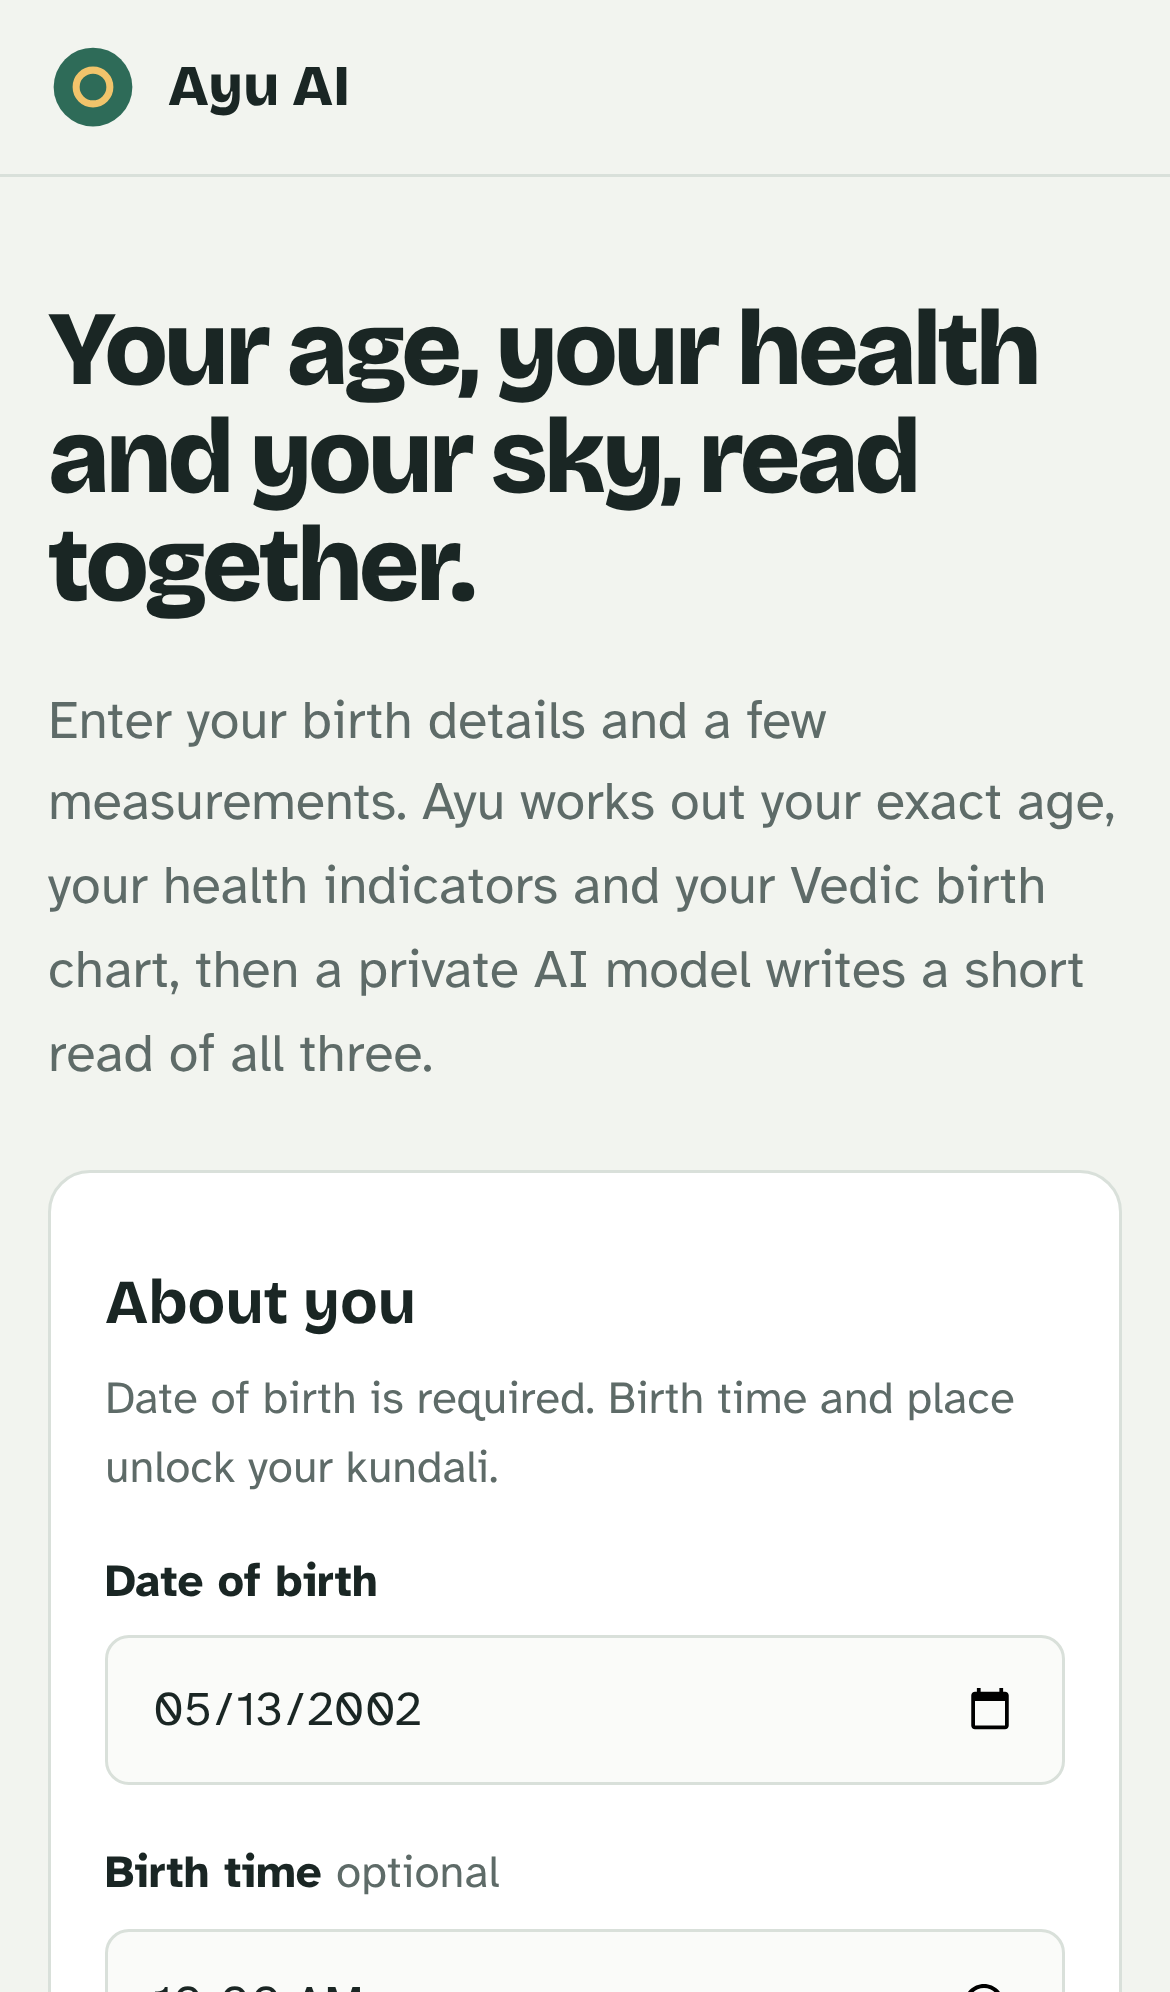 Ayu AI
Your age, your health
and your sky, read
together.
Enter your birth details and a few
measurements. Ayu works out your exact age,
your health indicators and your Vedic birth
chart, then a private AI model writes a short
read of all three.
About you
Date of birth is required. Birth time and place
unlock your kundali.
Date of birth
05/13/2002
Birth time optional